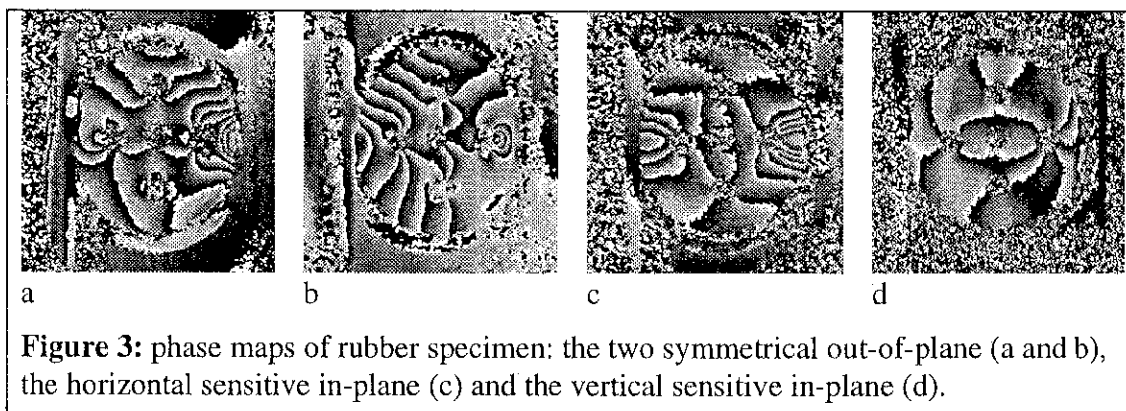 a b c d
Figure 3: phase maps of rubber specimen: the two symmetrical out-of-plane (a and b),
the horizontal sensitive in-plane (c) and the vertical sensitive in-plane (d).